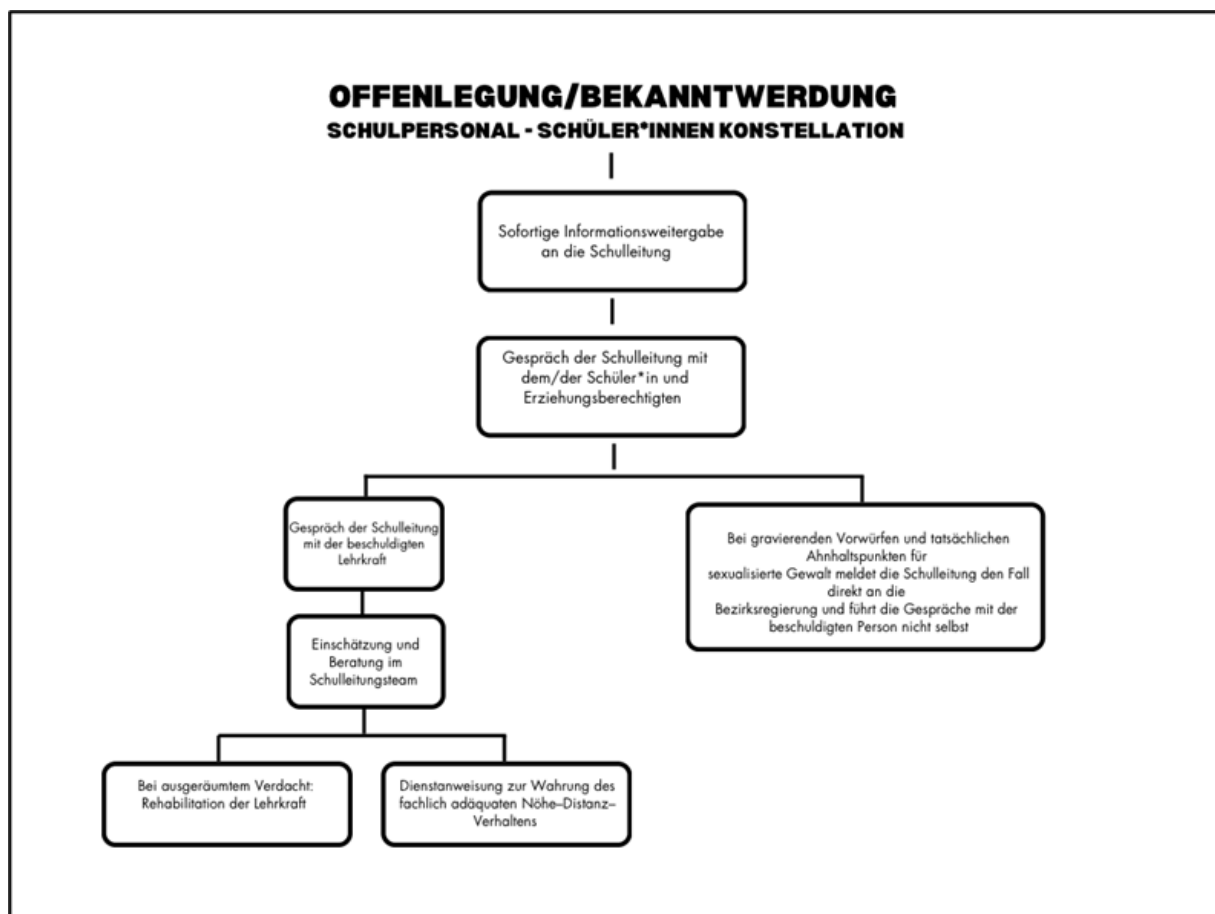 OFFENLEGUNG/BEKANNTWERDUNG
SCHULPERSONAL - SCHÜLER*INNEN KONSTELLATION
Sofortige Informationsweitergabe
an die Schulleitung
Gespräch der Schulleitung mit
dem/der Schüler*in und
Erziehungsberechtigten
Gespräch der Schulleitung
mit der beschuldigten
Lehrkraft
Bei gravierenden Vorwürfen und tatsächlichen
Ahnhaltspunkten für
sexualisierte Gewalt meldet die Schulleitung den Fall
direkt an die
Bezirksregierung und führt die Gespräche mit der
beschuldigten Person nicht selbst
Einschätzung und
Beratung im
Schulleitungsteam
Bei ausgeräumtem Verdacht:
Rehabilitation der Lehrkraft
Dienstanweisung zur Wahrung des
fachlich adäquaten Nöhe–Distanz–
Verhaltens